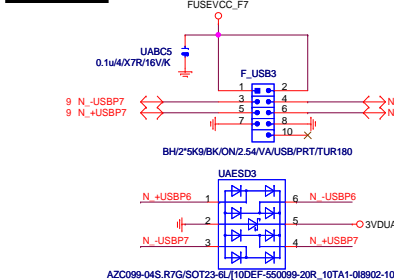 FUSEVCC_F7
UABC5
0.1u/4/X7R/16V/K
F_USB3
1 2
9 N_-USBP7 3 4 N
9 N_+USBP7 5 6 N
7 8
10
BH/2*5K9/BK/ON/2.54/VA/USB/PRT/TUR180
UAESD3
N_+USBP6 1 6 N_-USBP6
2 5 3VDUA
N_-USBP7 3 4 N_+USBP7
AZC099-04S.R7G/SOT23-6L/[10DEF-550099-20R_10TA1-0I8902-10